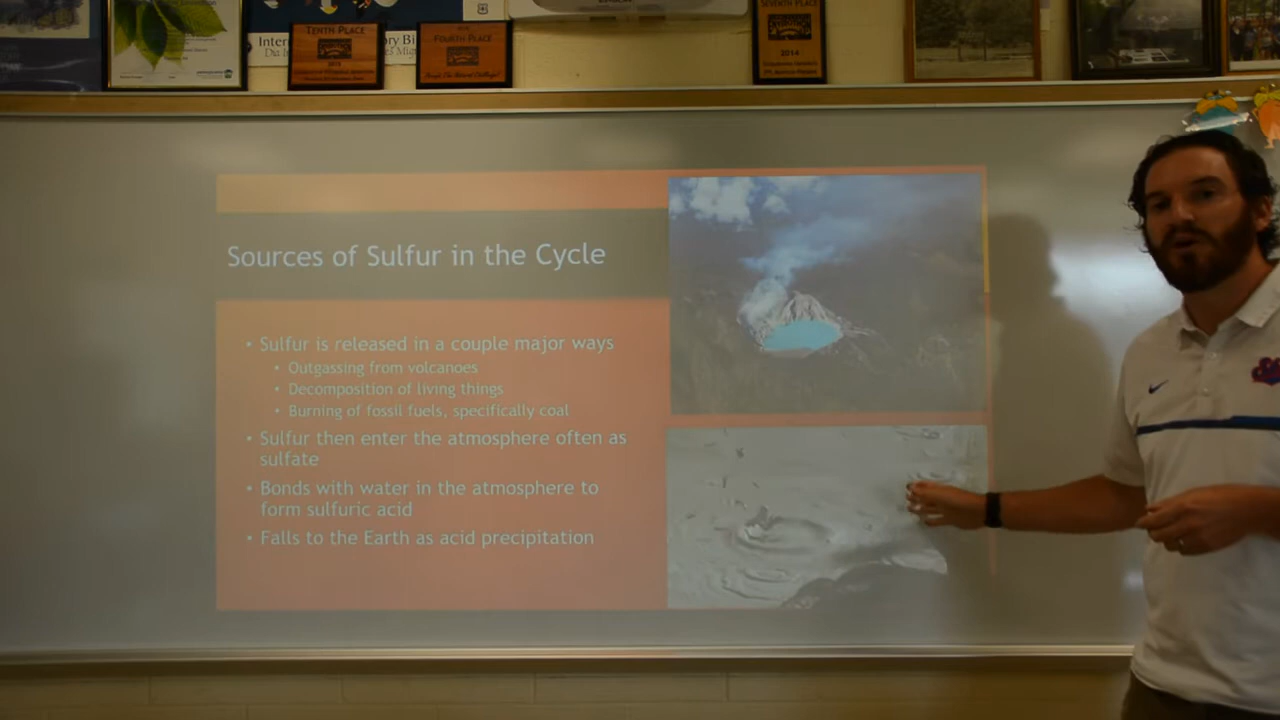 TENTH PLACE
FOURTH PLACE
SEVENTH PLACE
2014
Sources of Sulfur in the Cycle
• Sulfur is released in a couple major ways
• Outgassing from volcanoes
• Decomposition of living things
• Burning of fossil fuels, specifically coal
• Sulfur then enter the atmosphere often as
sulfate
• Bonds with water in the atmosphere to
form sulfuric acid
• Falls to the Earth as acid precipitation